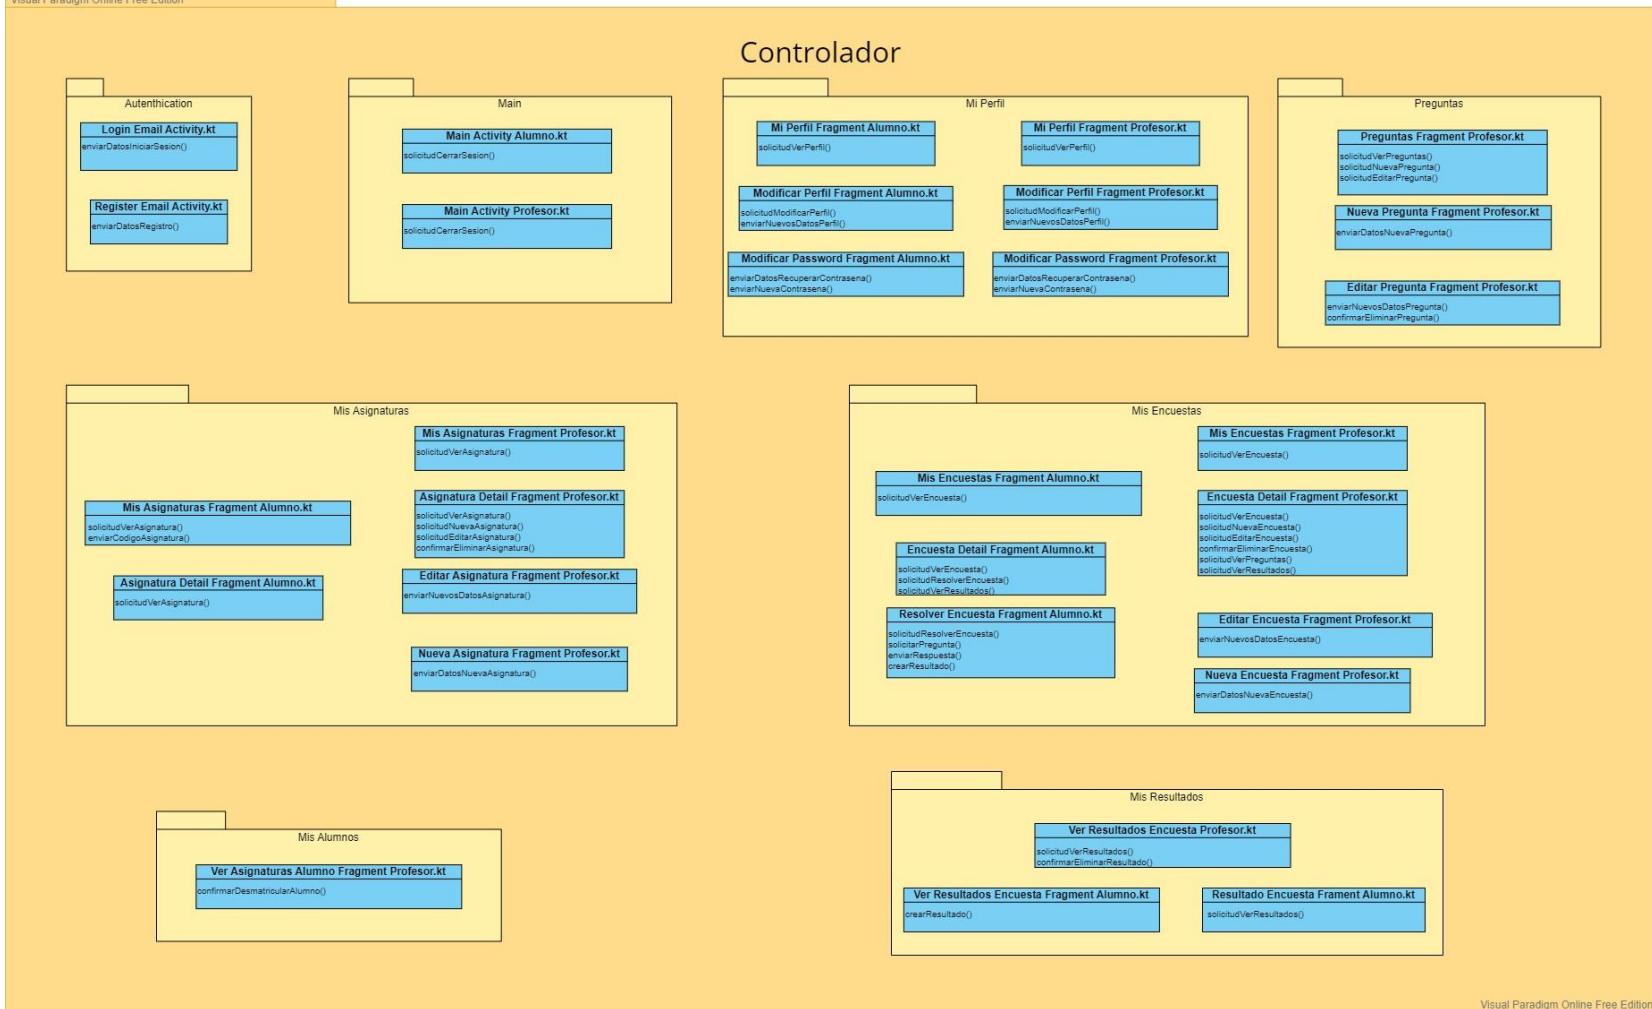 Visual Paradigm Online Free Edition
Controlador
Autenthication
Login Email Activity.kt
enviarDatosIniciarSesion()
Register Email Activity.kt
enviarDatosRegistro()
Main
Main Activity Alumno.kt
solicitudCerrarSesion()
Main Activity Profesor.kt
solicitudCerrarSesion()
Mi Perfil
Mi Perfil Fragment Alumno.kt
solicitudVerPerfil()
Mi Perfil Fragment Profesor.kt
solicitudVerPerfil()
Modificar Perfil Fragment Alumno.kt
solicitudModificarPerfil()
enviarNuevosDatosPerfil()
Modificar Perfil Fragment Profesor.kt
solicitudModificarPerfil()
enviarNuevosDatosPerfil()
Modificar Password Fragment Alumno.kt
enviarDatosRecuperarContrasena()
enviarNuevaContrasena()
Modificar Password Fragment Profesor.kt
enviarDatosRecuperarContrasena()
enviarNuevaContrasena()
Preguntas
Preguntas Fragment Profesor.kt
solicitudVerPreguntas()
solicitudNuevaPregunta()
solicitudEditarPregunta()
Nueva Pregunta Fragment Profesor.kt
enviarDatosNuevaPregunta()
Editar Pregunta Fragment Profesor.kt
enviarNuevosDatosPregunta()
confirmarEliminarPregunta()
Mis Asignaturas
Mis Asignaturas Fragment Alumno.kt
solicitudVerAsignatura()
enviarCodigoAsignatura()
Asignatura Detail Fragment Alumno.kt
solicitudVerAsignatura()
Mis Asignaturas Fragment Profesor.kt
solicitudVerAsignatura()
Asignatura Detail Fragment Profesor.kt
solicitudVerAsignatura()
solicitudNuevaAsignatura()
solicitudEditarAsignatura()
confirmarEliminarAsignatura()
Editar Asignatura Fragment Profesor.kt
enviarNuevosDatosAsignatura()
Nueva Asignatura Fragment Profesor.kt
enviarDatosNuevaAsignatura()
Mis Encuestas
Mis Encuestas Fragment Alumno.kt
solicitudVerEncuesta()
Encuesta Detail Fragment Alumno.kt
solicitudVerEncuesta()
solicitudResolverEncuesta()
solicitudVerResultados()
Resolver Encuesta Fragment Alumno.kt
solicitudResolverEncuesta()
solicitarPregunta()
enviarRespuesta()
crearResultado()
Mis Encuestas Fragment Profesor.kt
solicitudVerEncuesta()
Encuesta Detail Fragment Profesor.kt
solicitudVerEncuesta()
solicitudNuevaEncuesta()
solicitudEditarEncuesta()
confirmarEliminarEncuesta()
solicitudVerPreguntas()
solicitudVerResultados()
Editar Encuesta Fragment Profesor.kt
enviarNuevosDatosEncuesta()
Nueva Encuesta Fragment Profesor.kt
enviarDatosNuevaEncuesta()
Mis Alumnos
Ver Asignaturas Alumno Fragment Profesor.kt
confirmarDesmatricularAlumno()
Mis Resultados
Ver Resultados Encuesta Profesor.kt
solicitudVerResultados()
confirmarEliminarResultado()
Ver Resultados Encuesta Fragment Alumno.kt
crearResultado()
Resultado Encuesta Frament Alumno.kt
solicitudVerResultados()
Visual Paradigm Online Free Edition